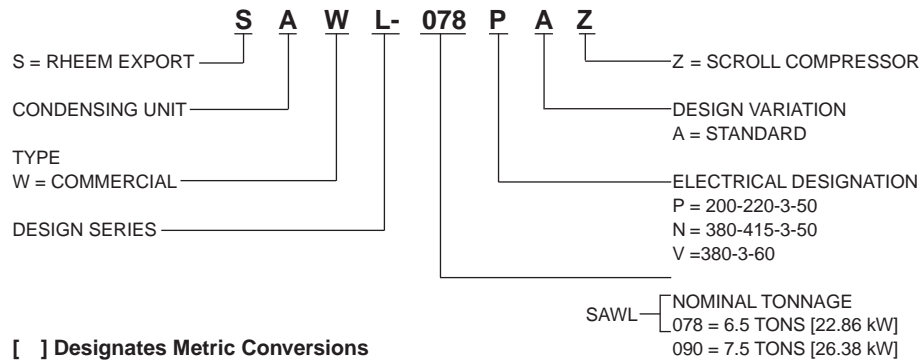 S A W L- 078 P A Z
S = RHEEM EXPORT
CONDENSING UNIT
TYPE
W = COMMERCIAL
DESIGN SERIES
Z = SCROLL COMPRESSOR
DESIGN VARIATION
A = STANDARD
ELECTRICAL DESIGNATION
P = 200-220-3-50
N = 380-415-3-50
V =380-3-60
SAWL
NOMINAL TONNAGE
078 = 6.5 TONS [22.86 kW]
090 = 7.5 TONS [26.38 kW]
[ ] Designates Metric Conversions